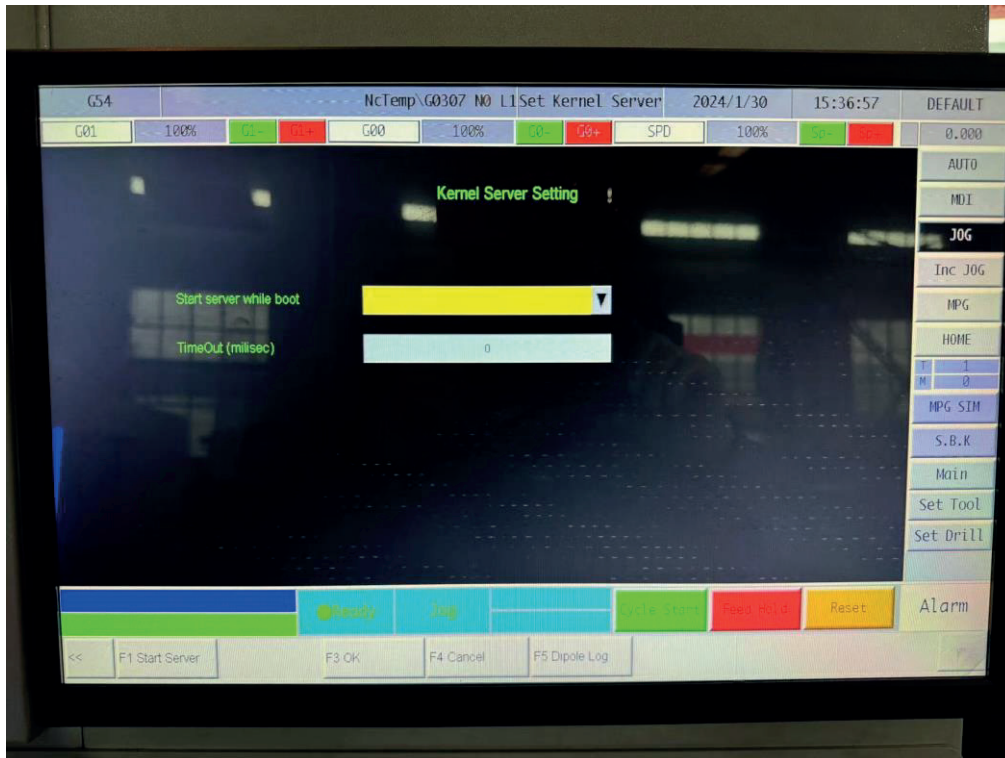 G54 NcTemp\G0307 N0 L1 Set Kernel Server 2024/1/30 15:36:57 DEFAULT
G01 100% G1- G1+ G00 100% G0- G0+ SPD 100% Sp- Sp+ 0.000
Kernel Server Setting
Start server while boot
TimeOut (milisec) 0
AUTO
MDI
JOG
Inc JOG
MPG
HOME
T 1
M 0
MPG SIM
S.B.K
Main
Set Tool
Set Drill
Ready Jog Cycle Start Feed Hold Reset Alarm
<< F1 Start Server F3 OK F4 Cancel F5 Dipole Log